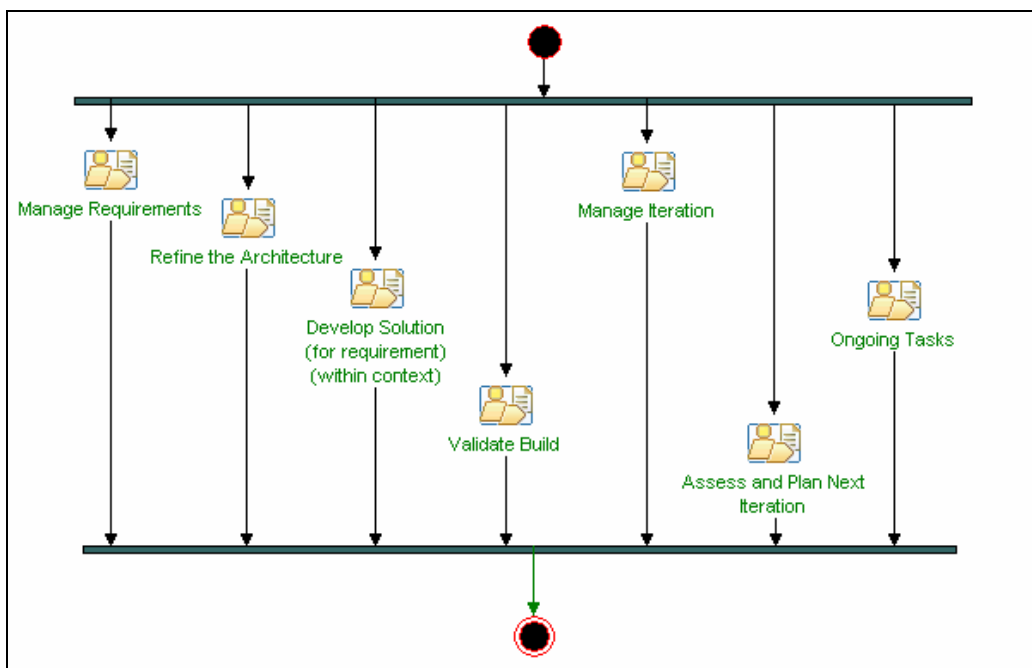 Manage Requirements
Refine the Architecture
Develop Solution
(for requirement)
(within context)
Validate Build
Manage Iteration
Assess and Plan Next
Iteration
Ongoing Tasks